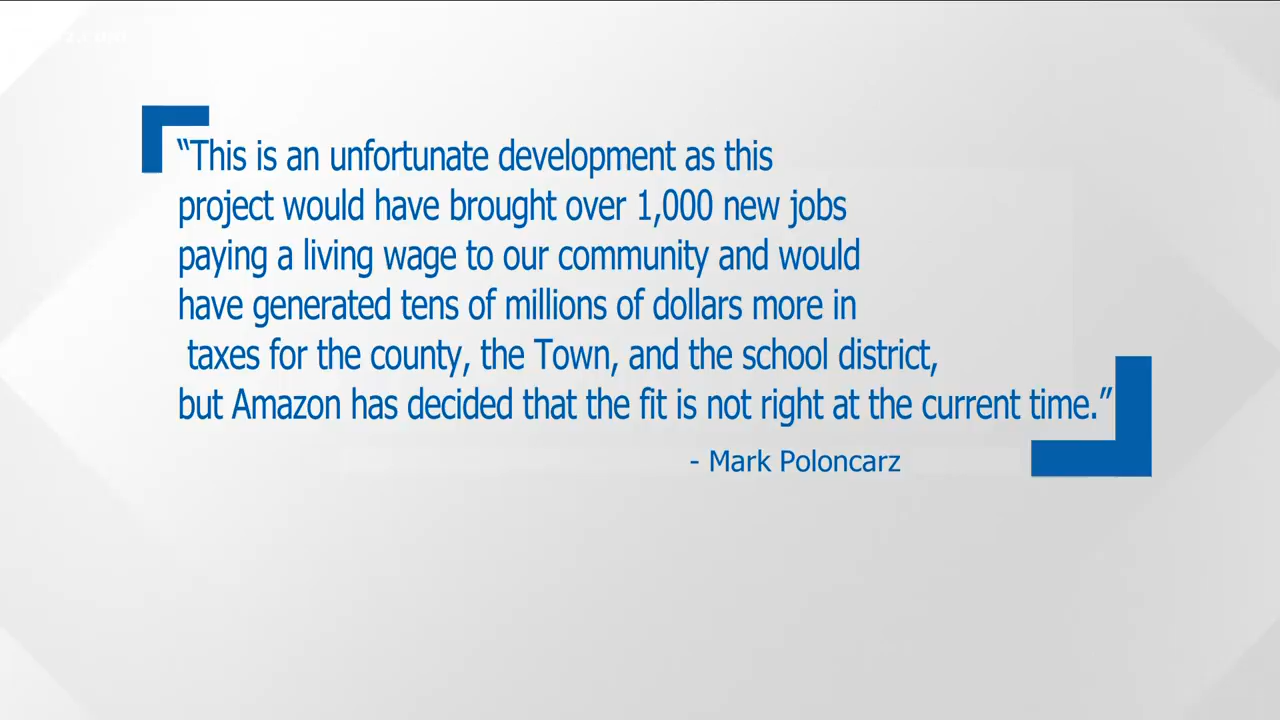 “This is an unfortunate development as this
project would have brought over 1,000 new jobs
paying a living wage to our community and would
have generated tens of millions of dollars more in
taxes for the county, the Town, and the school district,
but Amazon has decided that the fit is not right at the current time.”
- Mark Poloncarz